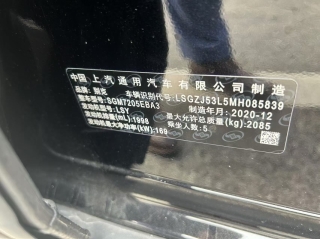 中国上汽通用汽车有限公司制造
品牌:别克 车辆识别代号:LSGZJ53L5MH085839
整车型号:SGM7205EBA3 制造年月:2020-12
发动机型号:LSY 最大允许总质量(kg):2085
发动机排量(mL):1998 乘坐人数:5
发动机最大净功率(kW):169